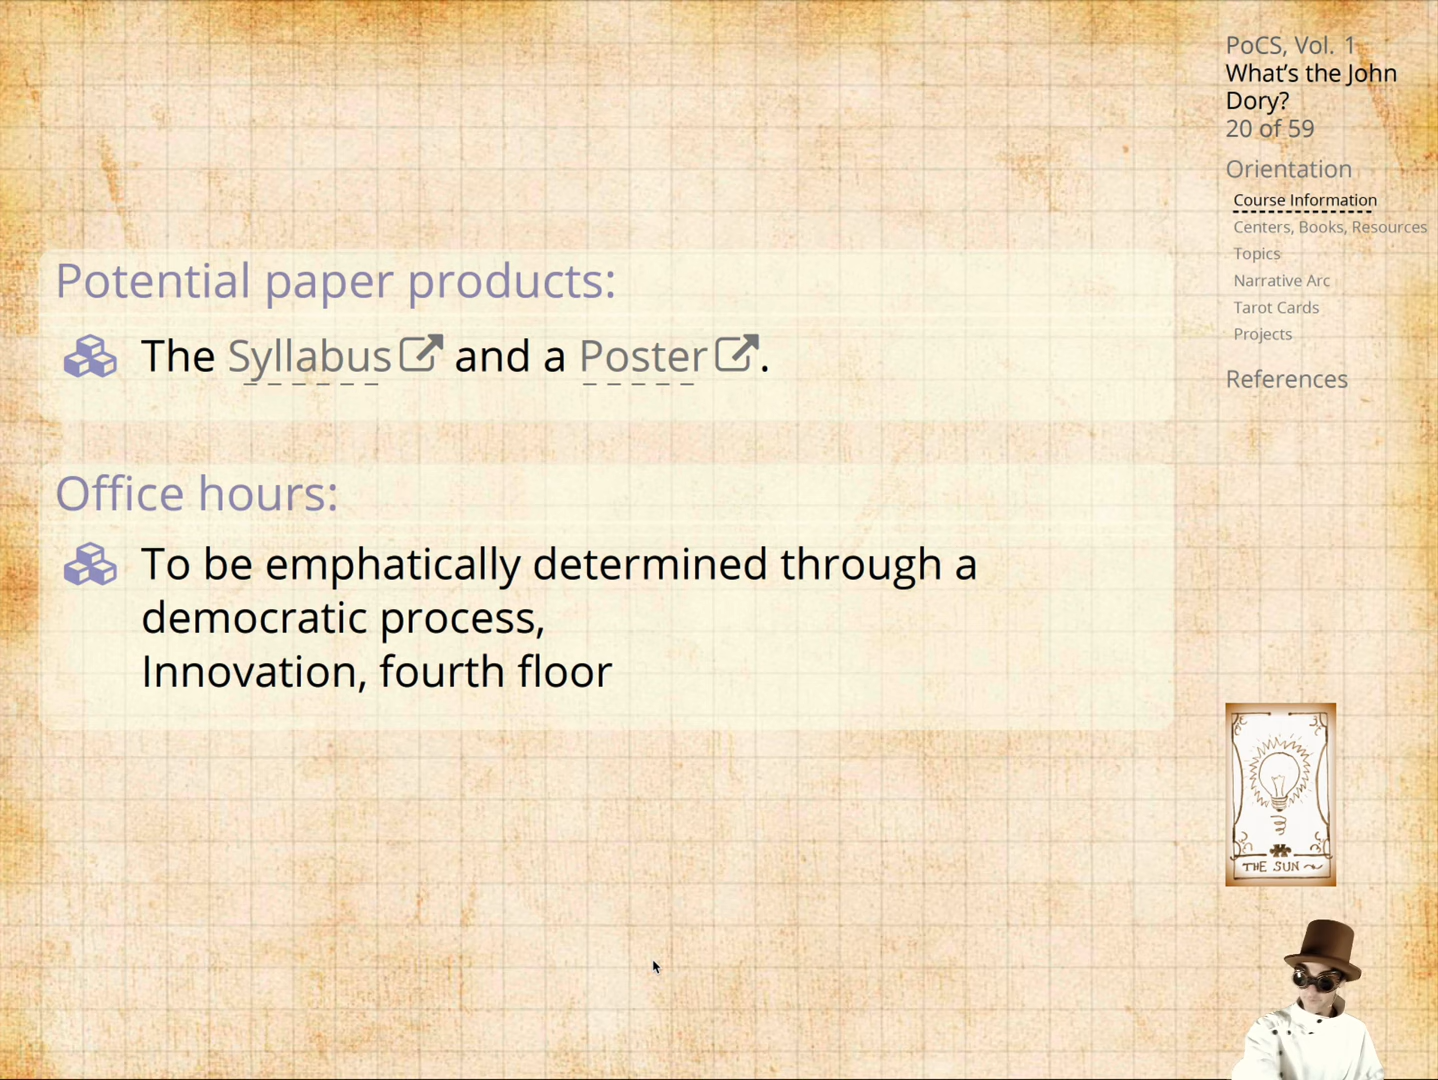 PoCS, Vol. 1
What's the John
Dory?
20 of 59
Orientation
Course Information
Centers, Books, Resources
Topics
Narrative Arc
Tarot Cards
Projects
References
Potential paper products:
The Syllabus and a Poster.
Office hours:
To be emphatically determined through a
democratic process,
Innovation, fourth floor
THE SUN